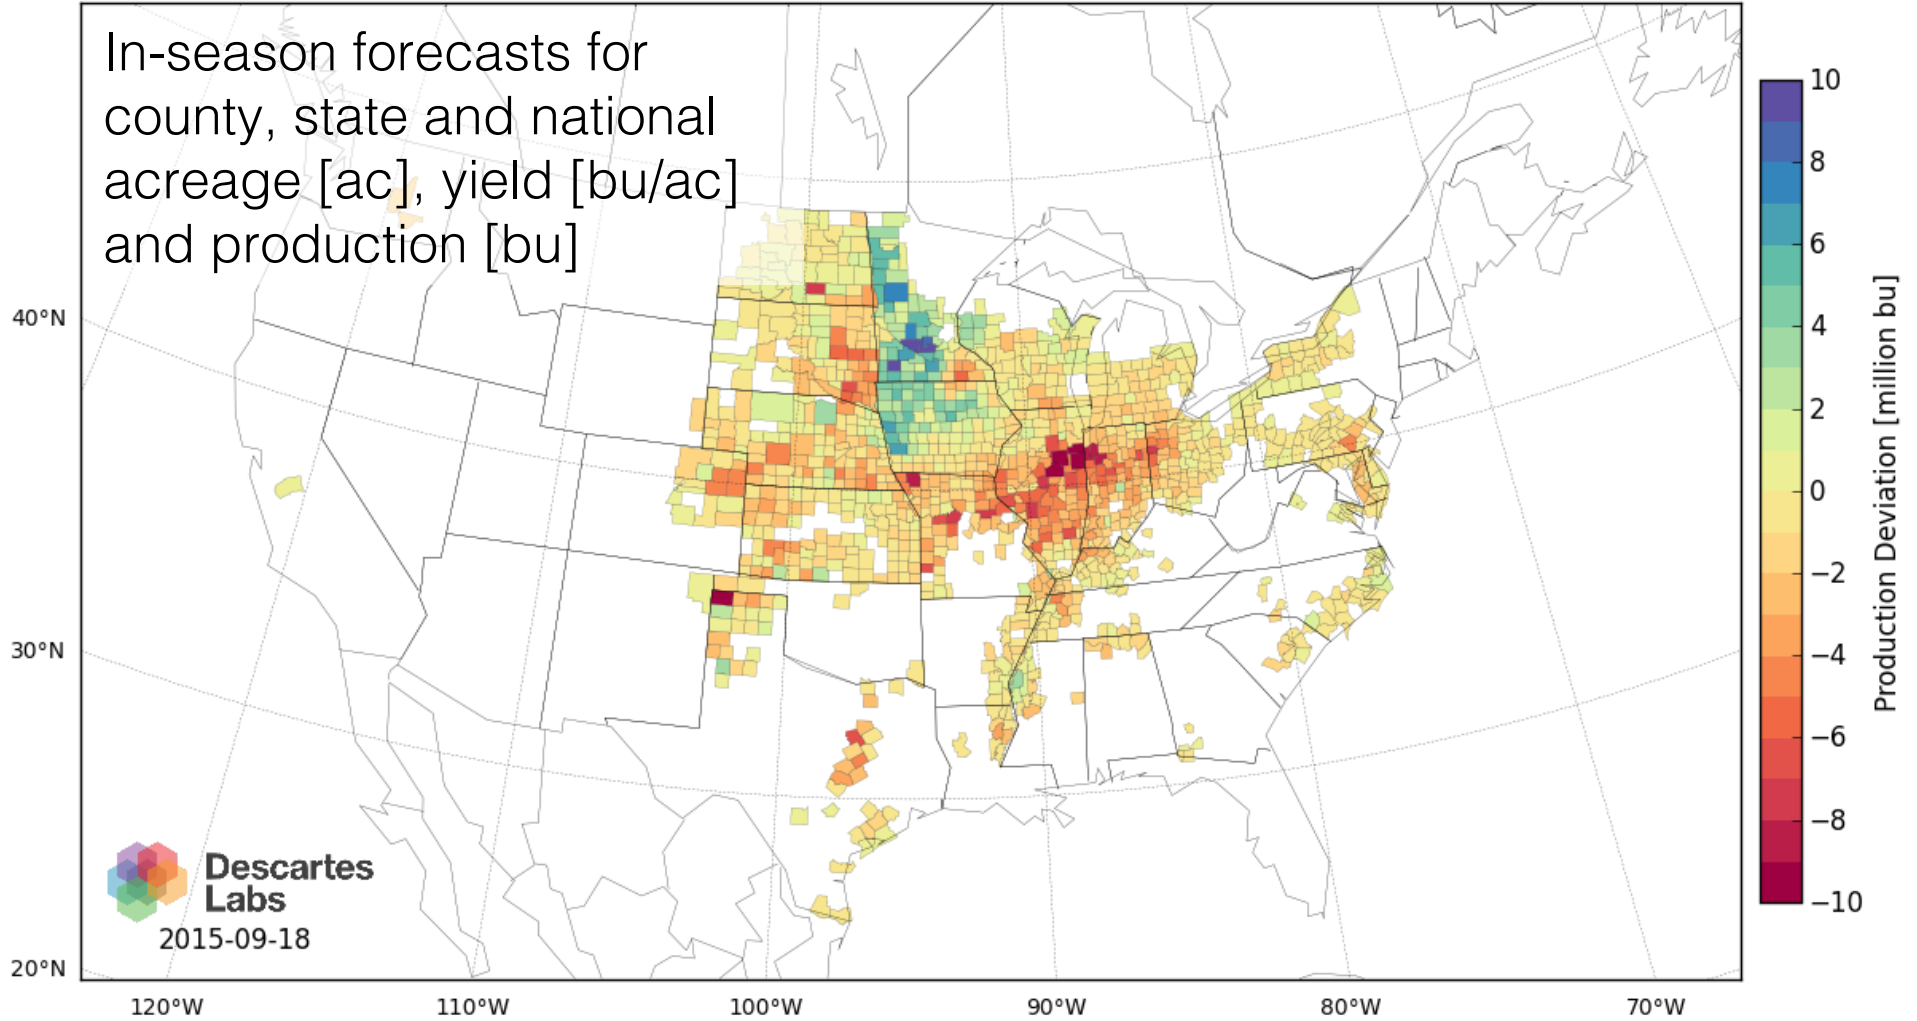 In-season forecasts for
county, state and national
acreage [ac], yield [bu/ac]
and production [bu]
40°N
30°N
20°N
120°W
110°W
100°W
90°W
80°W
70°W
Descartes
Labs
2015-09-18
10
8
6
4
2
0
−2
−4
−6
−8
−10
Production Deviation [million bu]